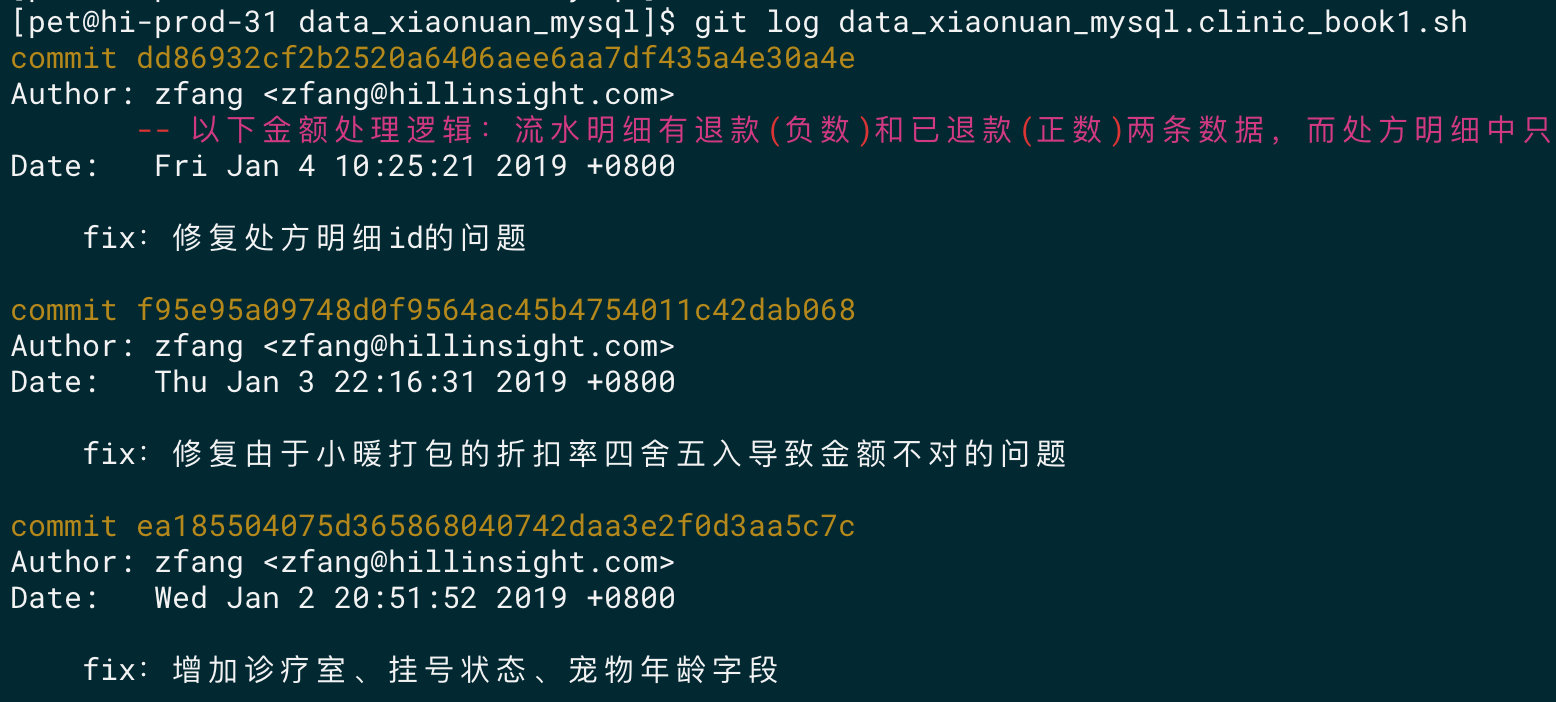 [pet@hi-prod-31 data_xiaonuan_mysql]$ git log data_xiaonuan_mysql.clinic_book1.sh
commit dd86932cf2b2520a6406aee6aa7df435a4e30a4e
Author: zfang <zfang@hillinsight.com>
-- 以下金额处理逻辑：流水明细有退款(负数)和已退款(正数)两条数据，而处方明细中只
Date: Fri Jan 4 10:25:21 2019 +0800
fix：修复处方明细id的问题
commit f95e95a09748d0f9564ac45b4754011c42dab068
Author: zfang <zfang@hillinsight.com>
Date: Thu Jan 3 22:16:31 2019 +0800
fix：修复由于小暖打包的折扣率四舍五入导致金额不对的问题
commit ea185504075d365868040742daa3e2f0d3aa5c7c
Author: zfang <zfang@hillinsight.com>
Date: Wed Jan 2 20:51:52 2019 +0800
fix：增加诊疗室、挂号状态、宠物年龄字段